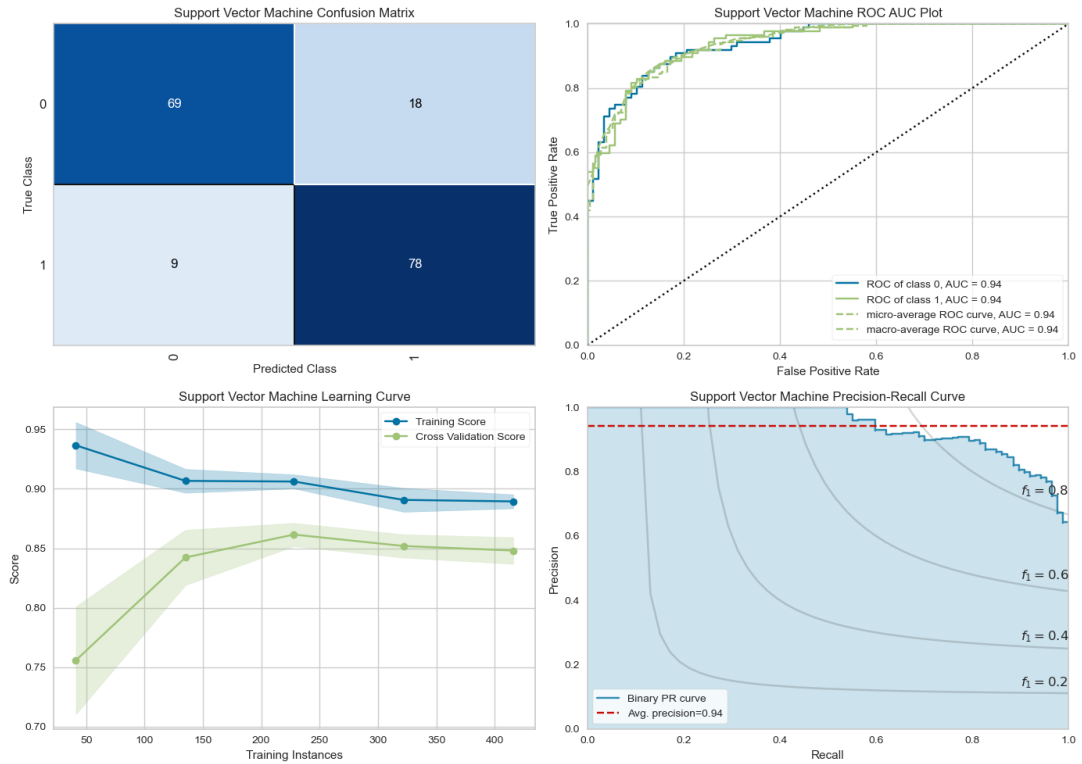 Support Vector Machine Confusion Matrix
True Class
0
69
18
1
9
78
0
1
Predicted Class
Support Vector Machine ROC AUC Plot
True Positive Rate
1.0
0.8
0.6
0.4
0.2
0.0
ROC of class 0, AUC = 0.94
ROC of class 1, AUC = 0.94
micro-average ROC curve, AUC = 0.94
macro-average ROC curve, AUC = 0.94
0.0 0.2 0.4 0.6 0.8 1.0
False Positive Rate
Support Vector Machine Learning Curve
Training Score
Cross Validation Score
Score
0.95
0.90
0.85
0.80
0.75
0.70
50 100 150 200 250 300 350 400
Training Instances
Support Vector Machine Precision-Recall Curve
Precision
1.0
0.8
0.6
0.4
0.2
0.0
f₁ = 0.8
f₁ = 0.6
f₁ = 0.4
f₁ = 0.2
Binary PR curve
Avg. precision=0.94
0.0 0.2 0.4 0.6 0.8 1.0
Recall